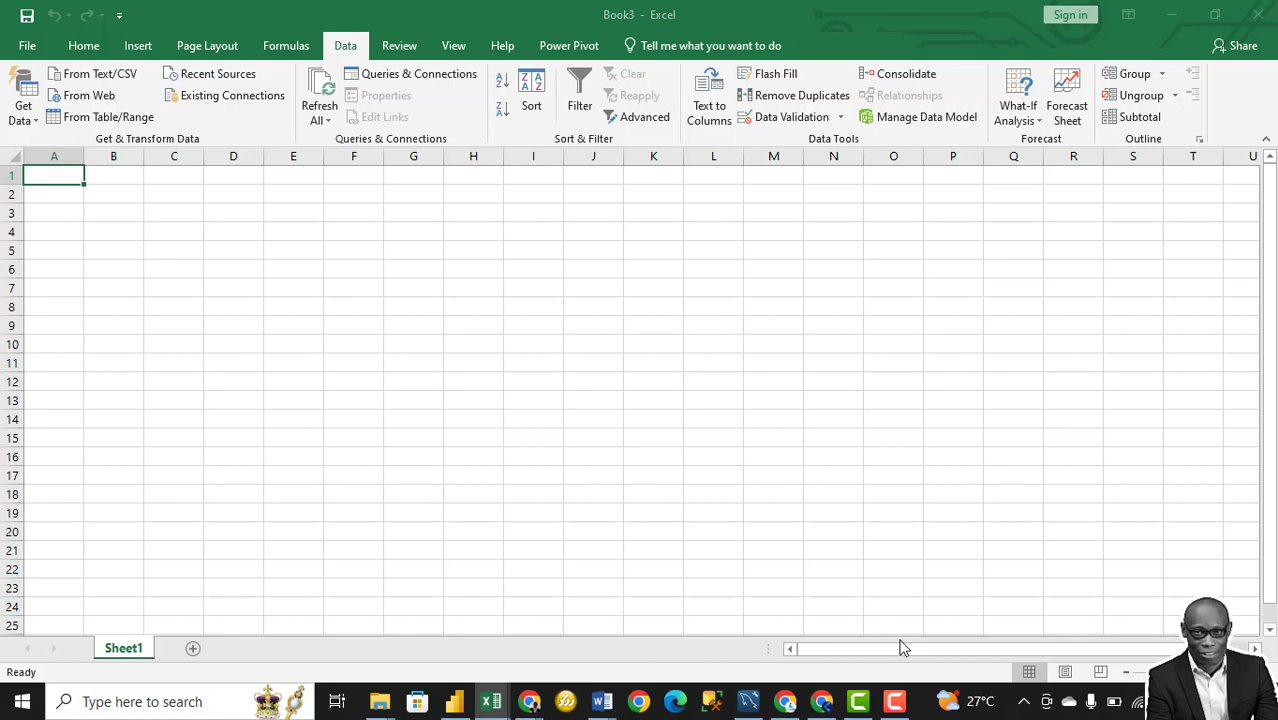 Book3 - Excel
Sign in
File Home Insert Page Layout Formulas Data Review View Help Power Pivot Tell me what you want to do Share
Get Data
From Text/CSV
From Web
From Table/Range
Recent Sources
Existing Connections
Get & Transform Data
Refresh All
Queries & Connections
Properties
Edit Links
Queries & Connections
Sort
Filter
Clear
Reapply
Advanced
Sort & Filter
Text to Columns
Flash Fill
Remove Duplicates
Data Validation
Consolidate
Relationships
Manage Data Model
Data Tools
What-If Analysis
Forecast Sheet
Forecast
Group
Ungroup
Subtotal
Outline
A B C D E F G H I J K L M N O P Q R S T U
1
2
3
4
5
6
7
8
9
10
11
12
13
14
15
16
17
18
19
20
21
22
23
24
25
Sheet1
Ready
Type here to search
27°C